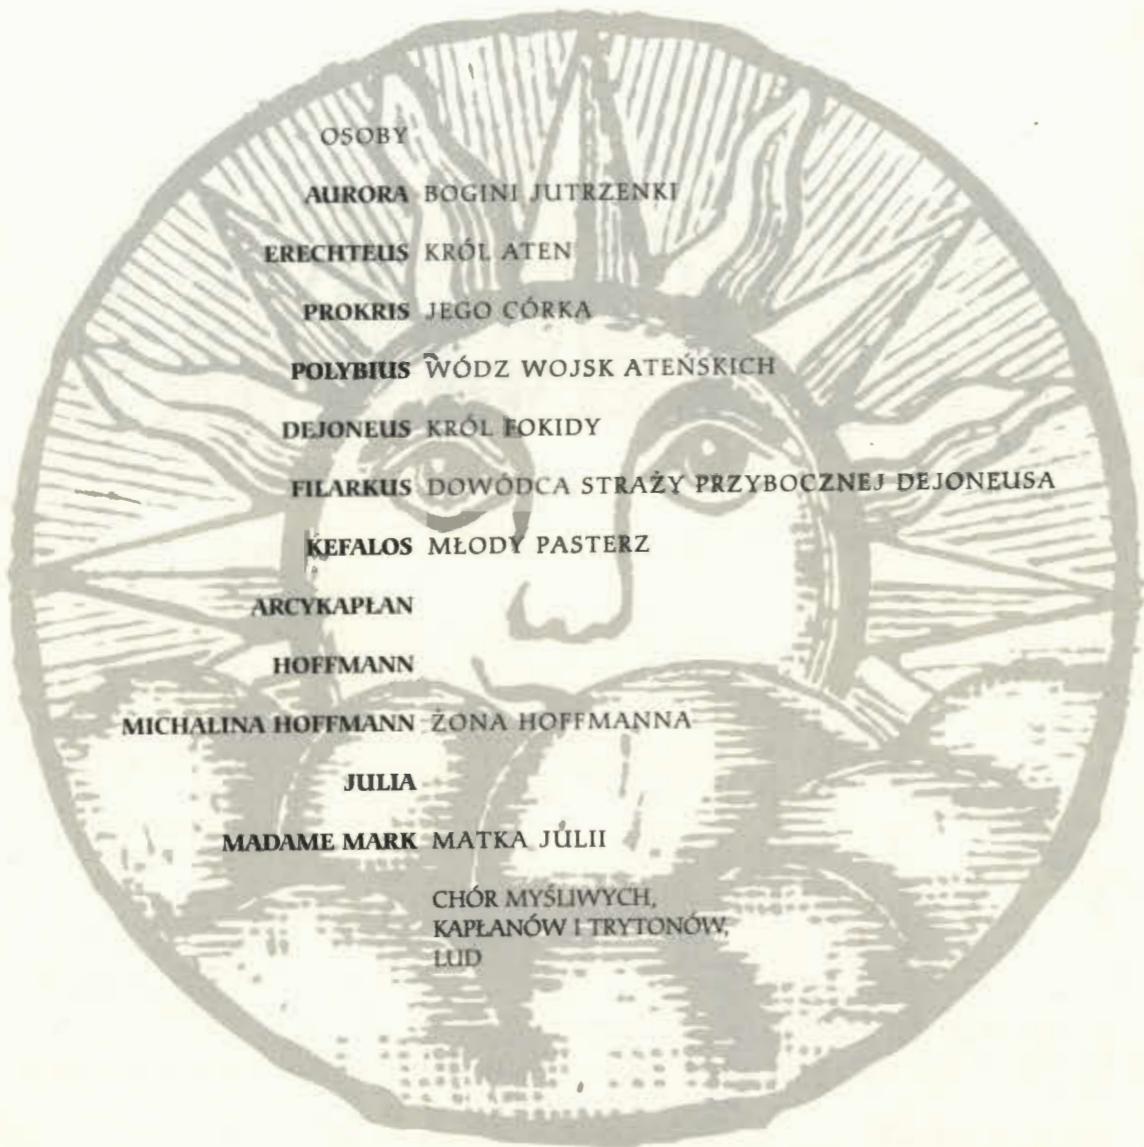 OSOBY
AURORA BOGINI JUTRZENKI
ERECHTEUS KRÓL ATEN
PROKRIS JEGO CÓRKA
POLYBIUS WÓDZ WOJSK ATEŃSKICH
DEJONEUS KRÓL FOKIDY
FILARKUS DOWÓDCA STRAŻY PRZYBOCZNEJ DEJONEUSA
KEFALOS MŁODY PASTERZ
ARCYKAPŁAN
HOFFMANN
MICHALINA HOFFMANN ŻONA HOFFMANNA
JULIA
MADAME MARK MATKA JULII
CHÓR MYŚLIWYCH,
KAPŁANÓW I TRYTONÓW,
LUD